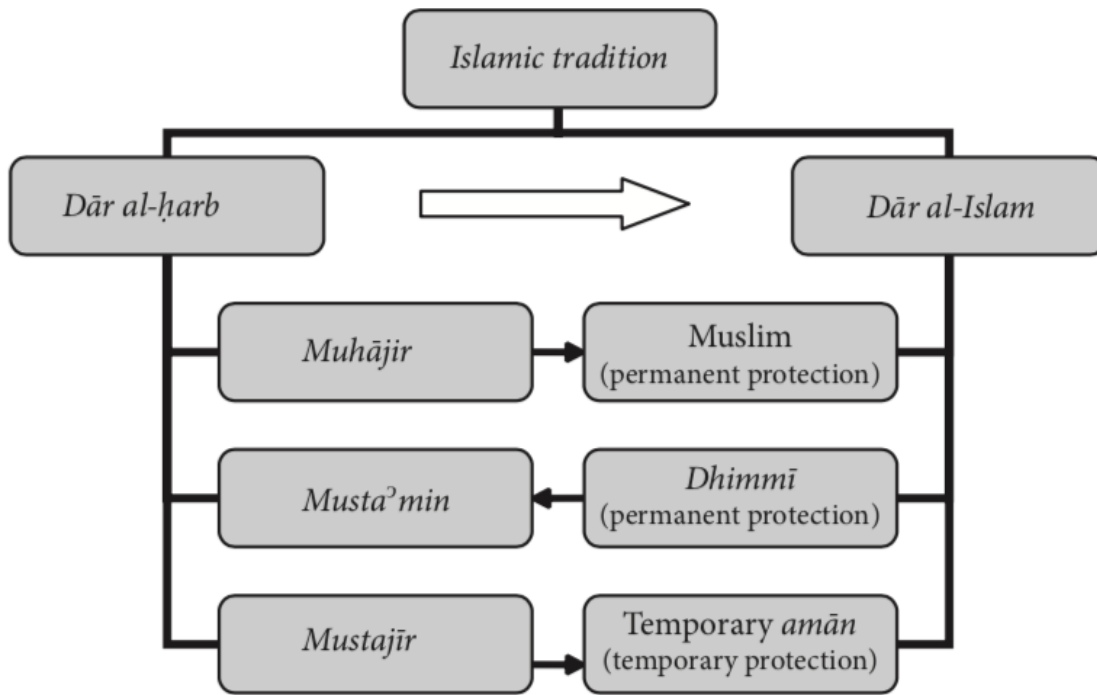 Islamic tradition
Dār al-ḥarb
Dār al-Islam
Muhājir
Muslim
(permanent protection)
Mustaʾmin
Dhimmī
(permanent protection)
Mustajīr
Temporary amān
(temporary protection)